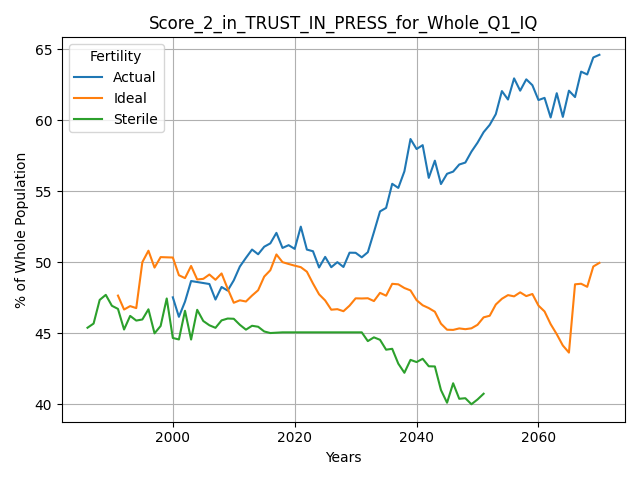 Score_2_in_TRUST_IN_PRESS_for_Whole_Q1_IQ
% of Whole Population
65
60
55
50
45
40
Fertility
Actual
Ideal
Sterile
2000
2020
2040
2060
Years